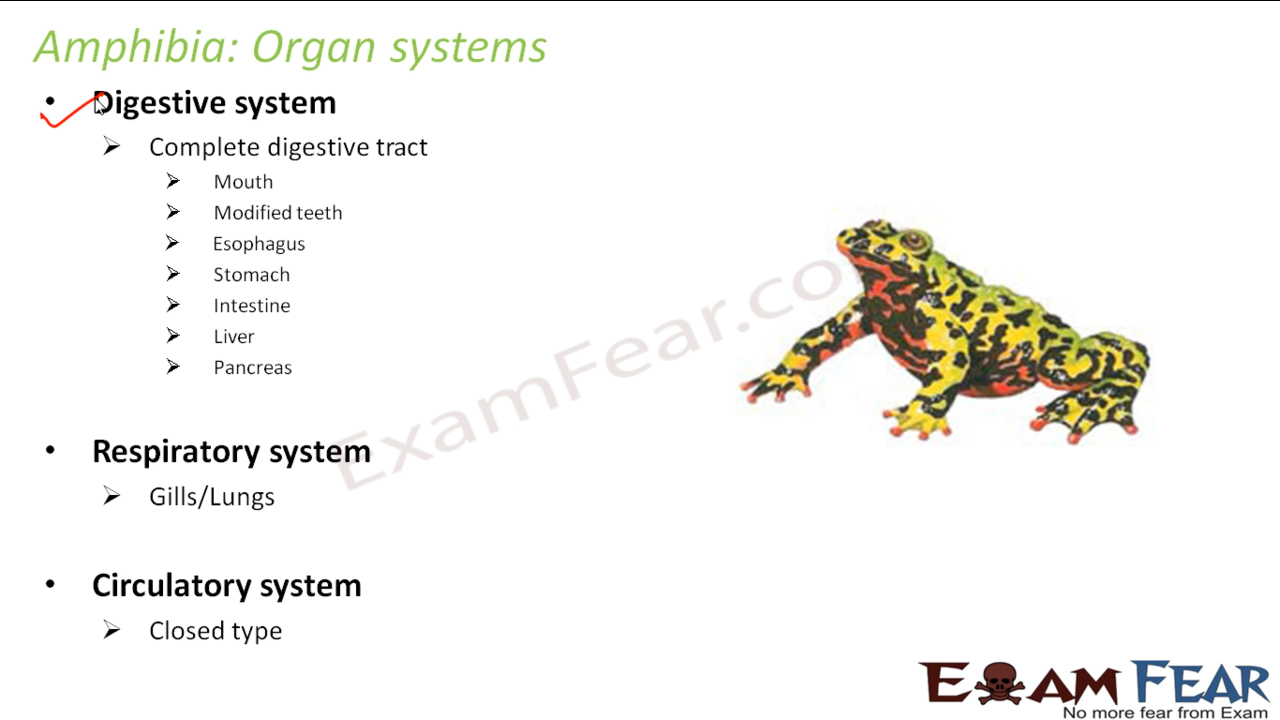 Amphibia: Organ systems
• Digestive system
➢ Complete digestive tract
➢ Mouth
➢ Modified teeth
➢ Esophagus
➢ Stomach
➢ Intestine
➢ Liver
➢ Pancreas
• Respiratory system
➢ Gills/Lungs
• Circulatory system
➢ Closed type
ExamFear.co
EXAM FEAR
No more fear from Exam